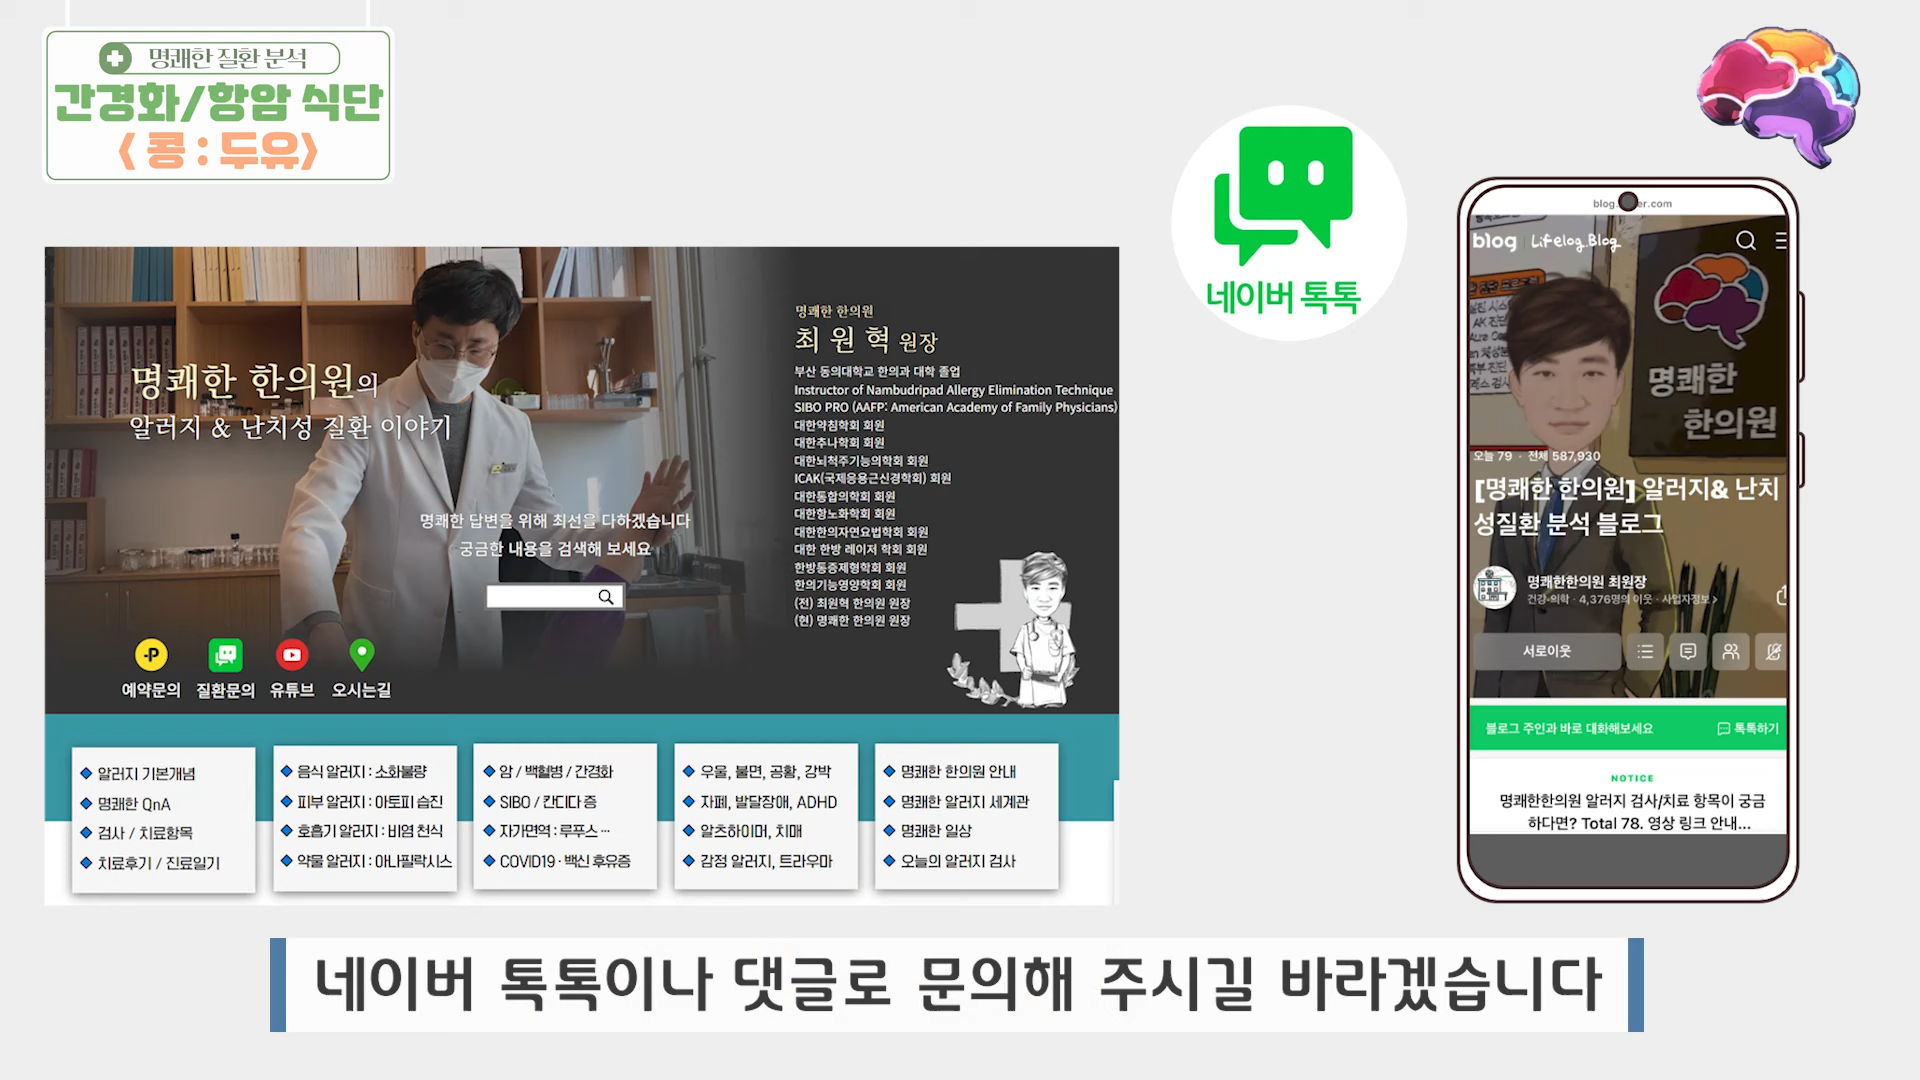 명쾌한 질환 분석
간경화/항암 식단
< 콩 : 두유>
네이버 톡톡
명쾌한 한의원의
알러지 & 난치성 질환 이야기
명쾌한 답변을 위해 최선을 다하겠습니다
궁금한 내용을 검색해 보세요
예약문의
질환문의
유튜브
오시는길
명쾌한 한의원
최 원 혁 원장
부산 동의대학교 한의과 대학 졸업
Instructor of Nambudripad Allergy Elimination Technique
SIBO PRO (AAFP: American Academy of Family Physicians)
대한약침학회 회원
대한추나학회 회원
대한뇌척주기능의학회 회원
ICAK(국제응용근신경학회) 회원
대한통합의학회 회원
대한항노화학회 회원
대한한의자연요법학회 회원
대한 한방 레이저 학회 회원
한방통증제형학회 회원
한의기능영양학회 회원
(전) 최원혁 한의원 원장
(현) 명쾌한 한의원 원장
알러지 기본개념
명쾌한 QnA
검사 / 치료항목
치료후기 / 진료일기
음식 알러지 : 소화불량
피부 알러지 : 아토피 습진
호흡기 알러지 : 비염 천식
약물 알러지 : 아나필락시스
암 / 백혈병 / 간경화
SIBO / 칸디다 증
자가면역 : 루푸스 ···
COVID19 · 백신 후유증
우울, 불면, 공황, 강박
자폐, 발달장애, ADHD
알츠하이머, 치매
감정 알러지, 트라우마
명쾌한 한의원 안내
명쾌한 알러지 세계관
명쾌한 일상
오늘의 알러지 검사
blog | Lifelog.Blog
명쾌한
한의원
오늘 79 · 전체 587,930
[명쾌한 한의원] 알러지& 난치
성질환 분석 블로그
명쾌한한의원 최원장
건강·의학 · 4,376명의 이웃 · 사업자정보 >
서로이웃
블로그 주인과 바로 대화해보세요
톡톡하기
NOTICE
명쾌한한의원 알러지 검사/치료 항목이 궁금
하다면? Total 78. 영상 링크 안내...
네이버 톡톡이나 댓글로 문의해 주시길 바라겠습니다